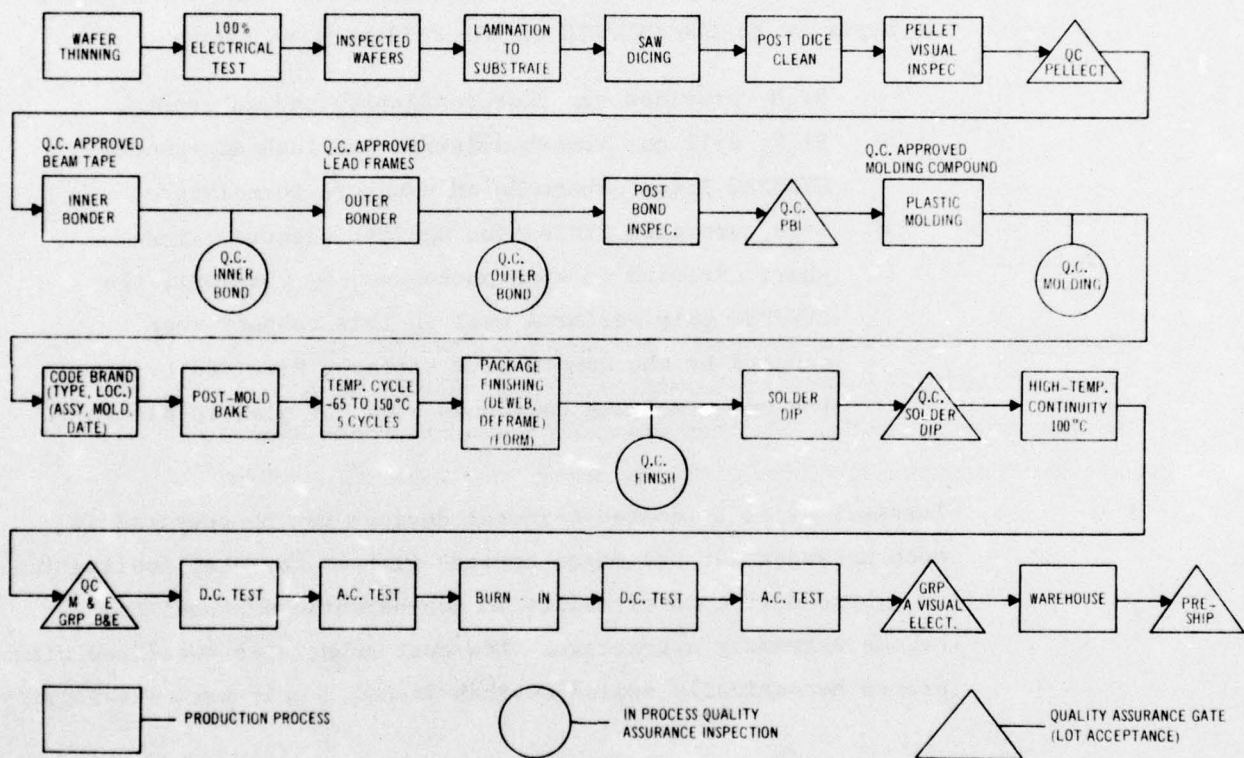 WAFER
THINNING
100%
ELECTRICAL
TEST
INSPECTED
WAFERS
LAMINATION
TO
SUBSTRATE
SAW
DICING
POST DICE
CLEAN
PELLET
VISUAL
INSPEC
QC
PELLECT
Q.C. APPROVED
BEAM TAPE
INNER
BONDER
Q.C.
INNER
BOND
Q.C. APPROVED
LEAD FRAMES
OUTER
BONDER
Q.C.
OUTER
BOND
POST
BOND
INSPEC.
Q.C.
PBI
Q.C. APPROVED
MOLDING COMPOUND
PLASTIC
MOLDING
Q.C.
MOLDING
CODE BRAND
(TYPE, LOC.)
(ASSY, MOLD.
DATE)
POST-MOLD
BAKE
TEMP. CYCLE
-65 TO 150°C
5 CYCLES
PACKAGE
FINISHING
(DEWEB,
DEFRAME)
(FORM)
Q.C.
FINISH
SOLDER
DIP
Q.C.
SOLDER
DIP
HIGH-TEMP.
CONTINUITY
100°C
QC
M & E
GRP B&E
D.C. TEST
A.C. TEST
BURN IN
D.C. TEST
A.C. TEST
GRP
A VISUAL
ELECT.
WAREHOUSE
PRE-
SHIP
PRODUCTION PROCESS
IN PROCESS QUALITY
ASSURANCE INSPECTION
QUALITY ASSURANCE GATE
(LOT ACCEPTANCE)